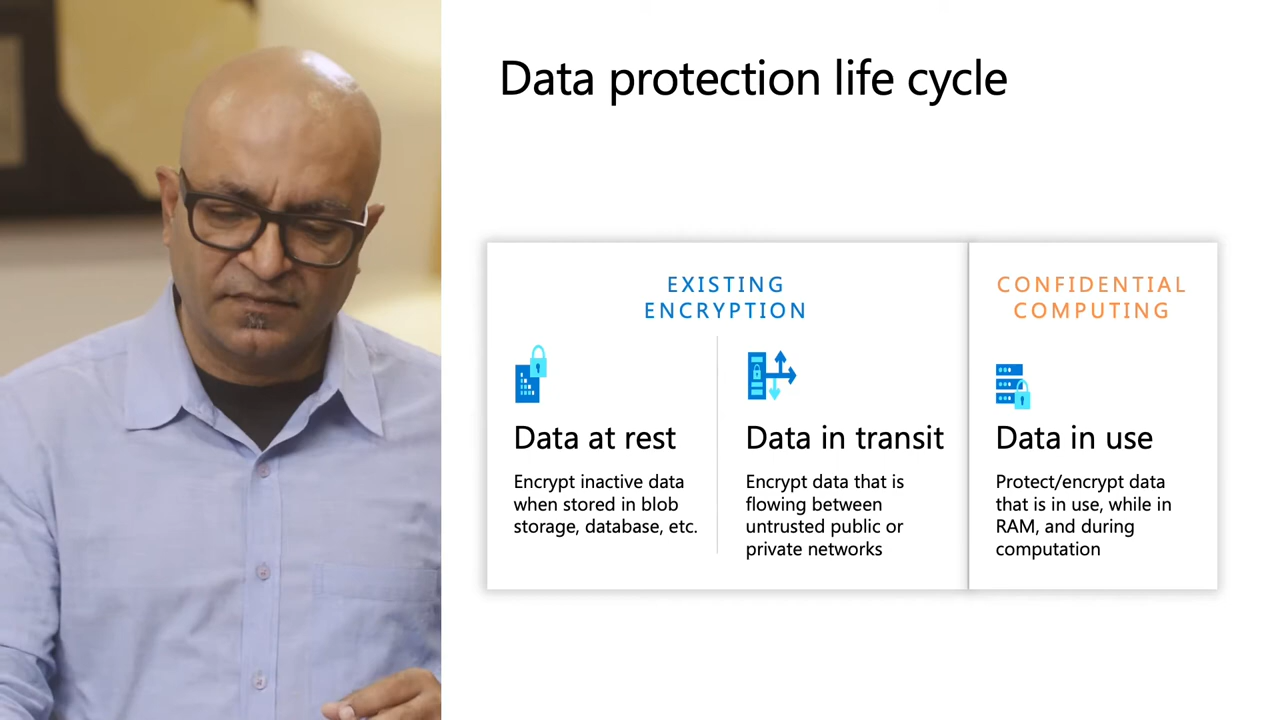 Data protection life cycle
EXISTING
ENCRYPTION
Data at rest
Encrypt inactive data
when stored in blob
storage, database, etc.
Data in transit
Encrypt data that is
flowing between
untrusted public or
private networks
CONFIDENTIAL
COMPUTING
Data in use
Protect/encrypt data
that is in use, while in
RAM, and during
computation